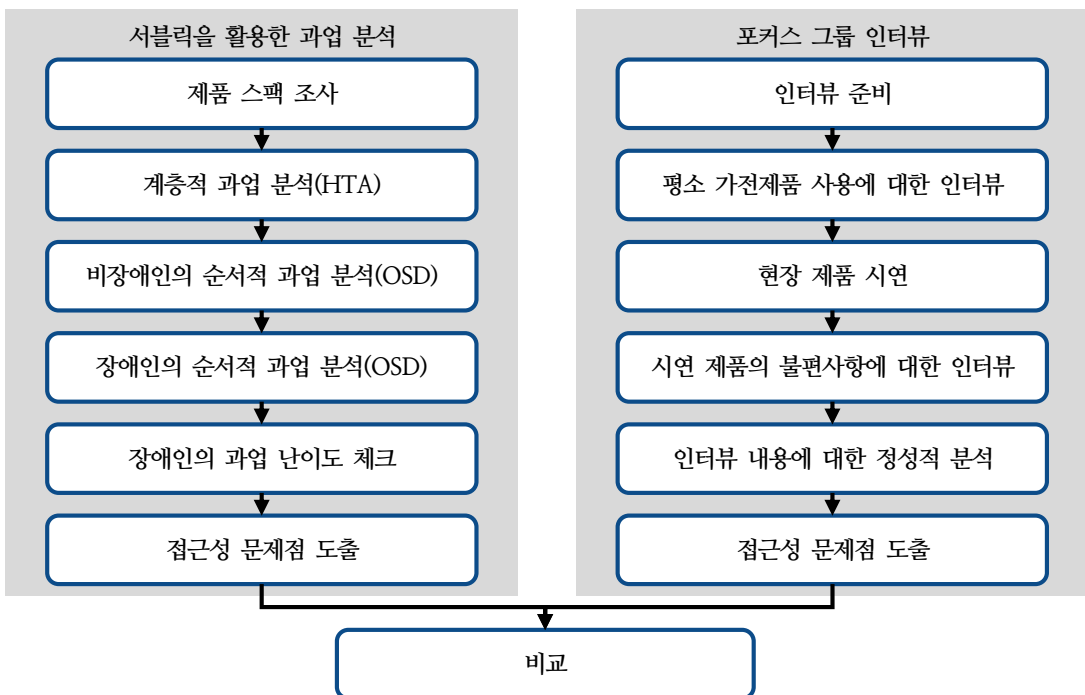 서블릭을 활용한 과업 분석
제품 스팩 조사
계층적 과업 분석(HTA)
비장애인의 순서적 과업 분석(OSD)
장애인의 순서적 과업 분석(OSD)
장애인의 과업 난이도 체크
접근성 문제점 도출
포커스 그룹 인터뷰
인터뷰 준비
평소 가전제품 사용에 대한 인터뷰
현장 제품 시연
시연 제품의 불편사항에 대한 인터뷰
인터뷰 내용에 대한 정성적 분석
접근성 문제점 도출
비교